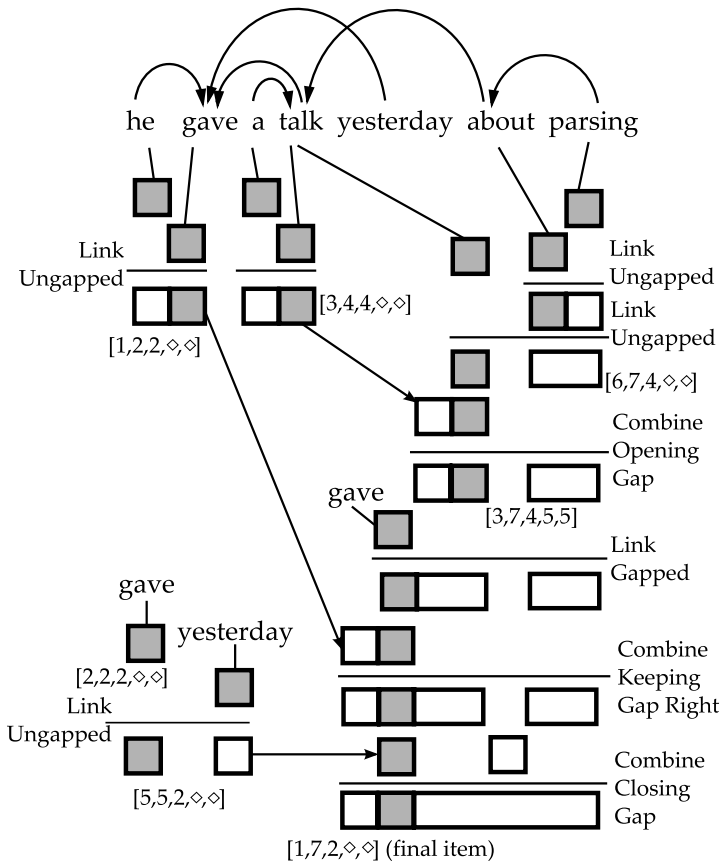 he gave a talk yesterday about parsing
Link
Ungapped
[1,2,2,⋄,⋄]
[3,4,4,⋄,⋄]
Link
Ungapped
Link
Ungapped
[6,7,4,⋄,⋄]
Combine
Opening
Gap
[3,7,4,5,5]
gave
Link
Gapped
gave
yesterday
[2,2,2,⋄,⋄]
Link
Ungapped
[5,5,2,⋄,⋄]
Combine
Keeping
Gap Right
Combine
Closing
Gap
[1,7,2,⋄,⋄] (final item)